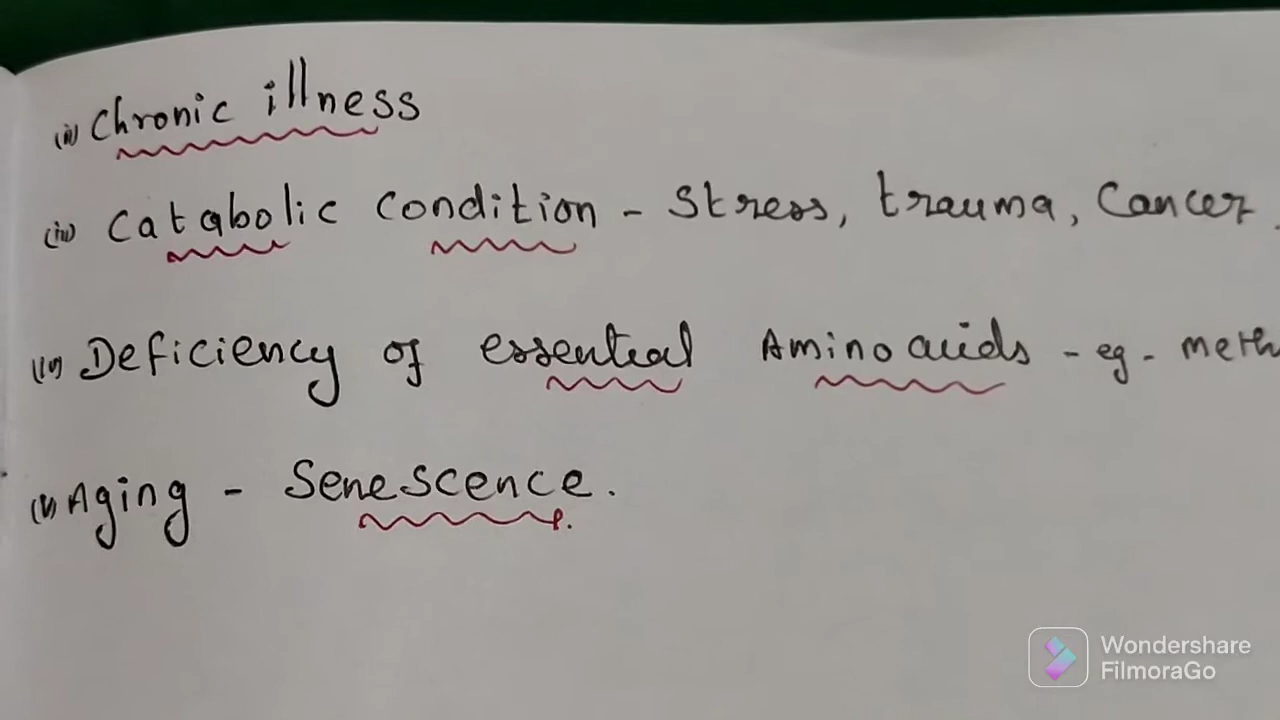 (ii) Chronic illness
(iii) Catabolic Condition - Stress, trauma, Cancer.
(iv) Deficiency of essential Amino acids - eg - meth
(v) Aging - Senescence.
Wondershare
FilmoraGo